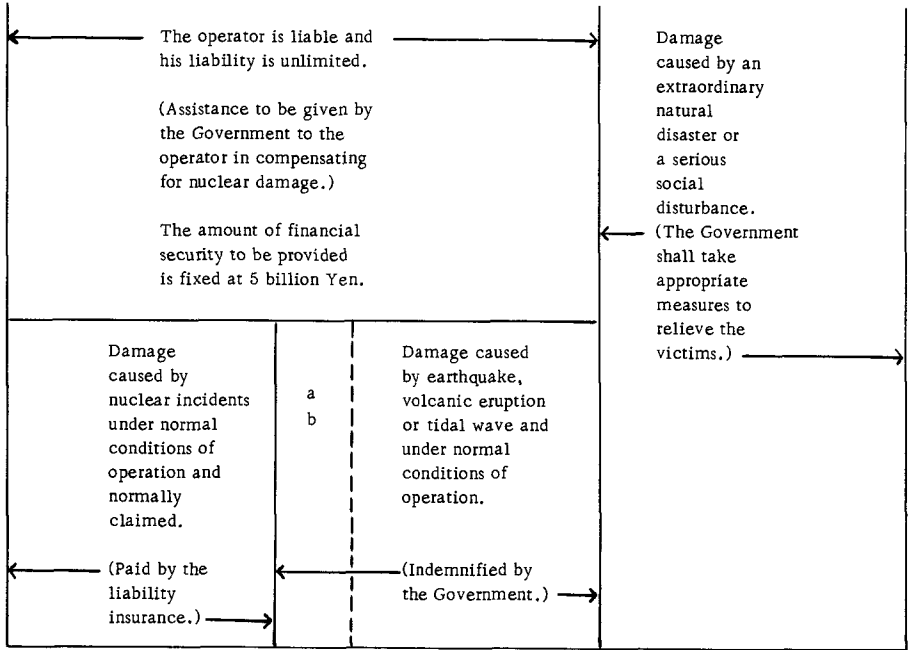 The operator is liable and
his liability is unlimited.
(Assistance to be given by
the Government to the
operator in compensating
for nuclear damage.)
The amount of financial
security to be provided
is fixed at 5 billion Yen.
Damage
caused by
nuclear incidents
under normal
conditions of
operation and
normally
claimed.
(Paid by the
liability
insurance.)
a
b
Damage caused
by earthquake,
volcanic eruption
or tidal wave and
under normal
conditions of
operation.
(Indemnified by
the Government.)
Damage
caused by an
extraordinary
natural
disaster or
a serious
social
disturbance.
(The Government
shall take
appropriate
measures to
relieve the
victims.)